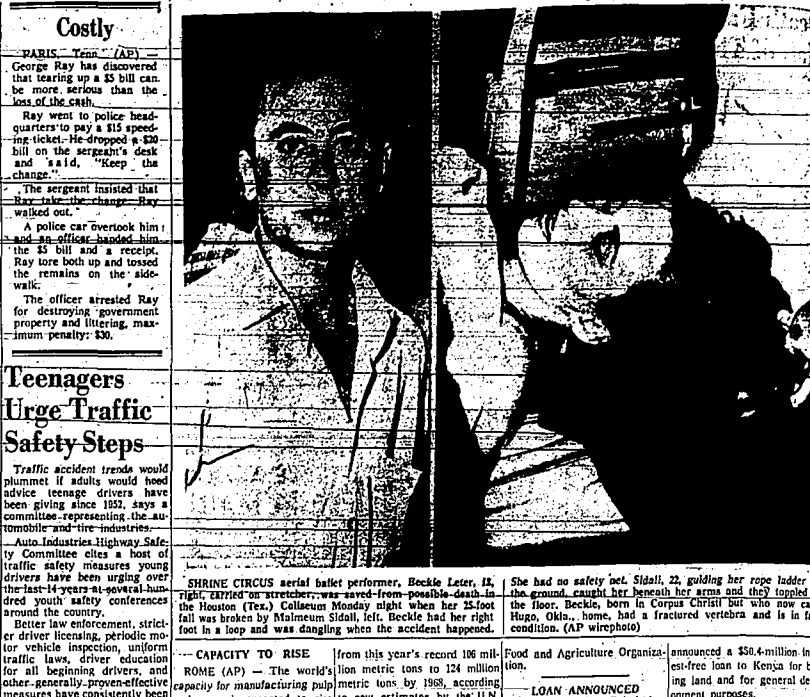 Costly
PARIS, Tenn. (AP) —
George Ray has discovered
that tearing up a $5 bill can
be more serious than the
loss of the cash.
Ray went to police head-
quarters to pay a $15 speed-
ing ticket. He dropped a $20
bill on the sergeant's desk
and said, "Keep the
change."
The sergeant insisted that
Ray take the change. Ray
walked out.
A police car overtook him
and an officer handed him
the $5 bill and a receipt.
Ray tore both up and tossed
the remains on the side-
walk.
The officer arrested Ray
for destroying government
property and littering, max-
imum penalty: $30.
Teenagers
Urge Traffic
Safety Steps
Traffic accident trends would
plummet if adults would heed
advice teenage drivers have
been giving since 1952, says a
committee representing the au-
tomobile and tire industries.
Auto Industries Highway Safe-
ty Committee cites a host of
traffic safety measures young
drivers have been urging over
the last 14 years at several hun-
dred youth safety conferences
around the country.
Better law enforcement, strict-
er driver licensing, periodic mo-
tor vehicle inspection, uniform
traffic laws, driver education
for all beginning drivers, and
other generally-proven-effective
measures have consistently been
SHRINE CIRCUS aerial ballet performer, Beckie Leter, 18,
right, carried on stretcher, was saved from possible death in
the Houston (Tex.) Coliseum Monday night when her 25-foot
fall was broken by Malmeum Sidall, left. Beckie had her right
foot in a loop and was dangling when the accident happened.
She had no safety net. Sidall, 22, guiding her rope ladder
the ground, caught her beneath her arms and they toppled
the floor. Beckie, born in Corpus Christi but who now ca
Hugo, Okla., home, had a fractured vertebra and is in fa
condition. (AP wirephoto)
CAPACITY TO RISE
ROME (AP) — The world's
capacity for manufacturing pulp
from this year's record 106 mil-
lion metric tons to 124 million
metric tons by 1968, according
to new estimates by the U.N.
Food and Agriculture Organiza-
tion.
LOAN ANNOUNCED
announced a $50.4-million in
est-free loan to Kenya for b
ing land and for general d
opment purposes.